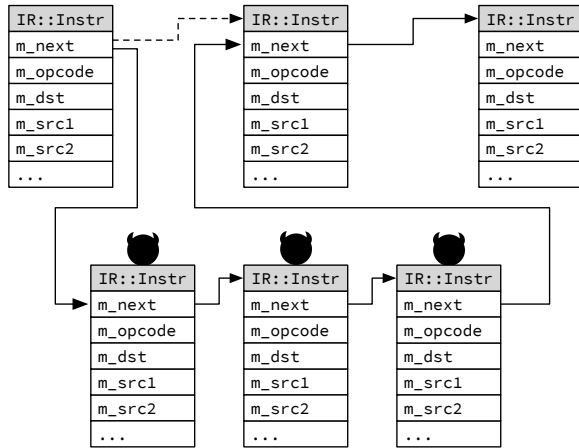 IR::Instr
m_next
m_opcode
m_dst
m_src1
m_src2
...
IR::Instr
m_next
m_opcode
m_dst
m_src1
m_src2
...
IR::Instr
m_next
m_opcode
m_dst
m_src1
m_src2
...
IR::Instr
m_next
m_opcode
m_dst
m_src1
m_src2
...
IR::Instr
m_next
m_opcode
m_dst
m_src1
m_src2
...
IR::Instr
m_next
m_opcode
m_dst
m_src1
m_src2
...